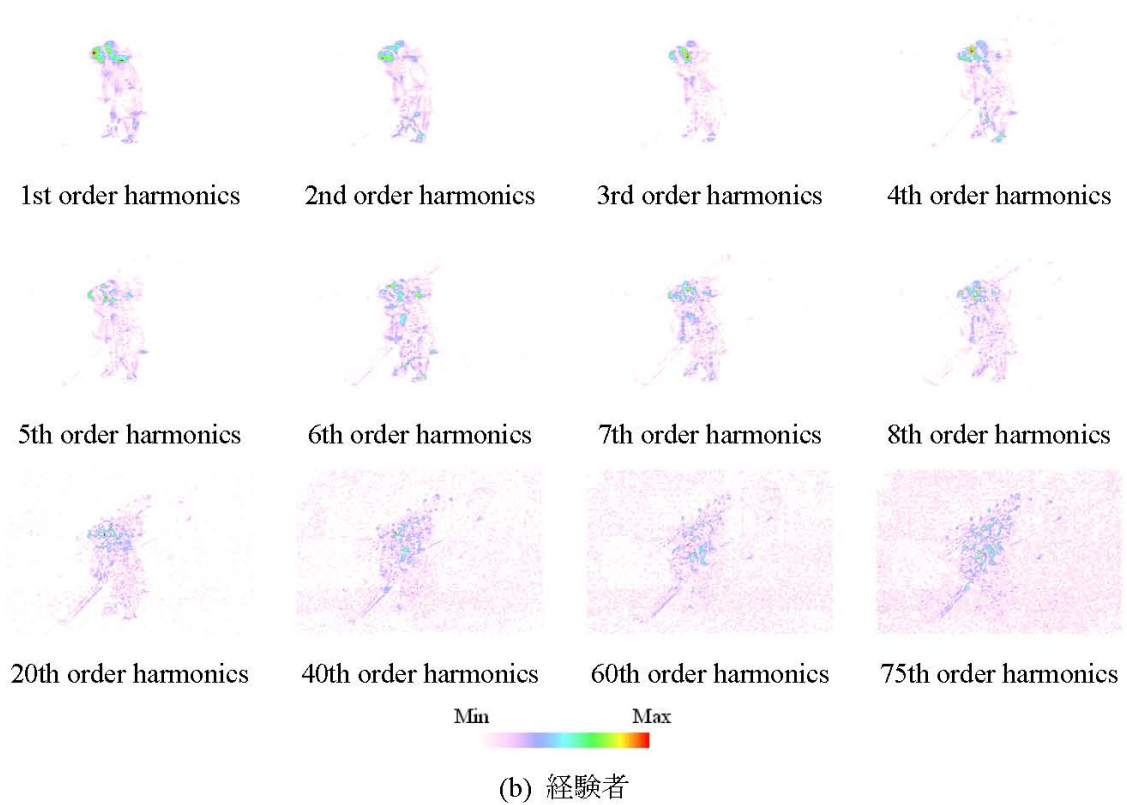 1st order harmonics 2nd order harmonics 3rd order harmonics 4th order harmonics
5th order harmonics 6th order harmonics 7th order harmonics 8th order harmonics
20th order harmonics 40th order harmonics 60th order harmonics 75th order harmonics
Min Max
(b) 経験者